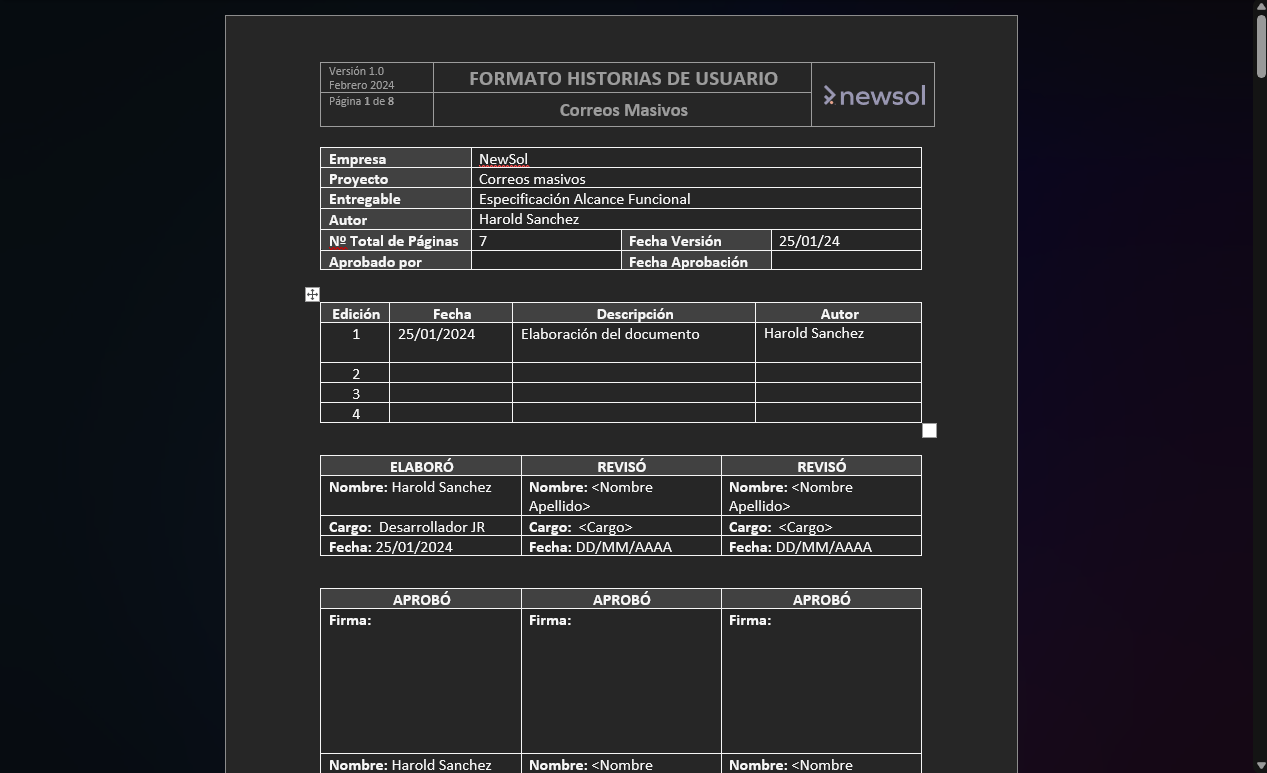 Versión 1.0
Febrero 2024
Página 1 de 8
FORMATO HISTORIAS DE USUARIO
Correos Masivos
newsol
Empresa NewSol
Proyecto Correos masivos
Entregable Especificación Alcance Funcional
Autor Harold Sanchez
Nº Total de Páginas 7 Fecha Versión 25/01/24
Aprobado por Fecha Aprobación
Edición Fecha Descripción Autor
1 25/01/2024 Elaboración del documento Harold Sanchez
2
3
4
ELABORÓ REVISÓ REVISÓ
Nombre: Harold Sanchez Nombre: <Nombre Nombre: <Nombre
Apellido> Apellido>
Cargo: Desarrollador JR Cargo: <Cargo> Cargo: <Cargo>
Fecha: 25/01/2024 Fecha: DD/MM/AAAA Fecha: DD/MM/AAAA
APROBÓ APROBÓ APROBÓ
Firma: Firma: Firma:
Nombre: Harold Sanchez Nombre: <Nombre Nombre: <Nombre